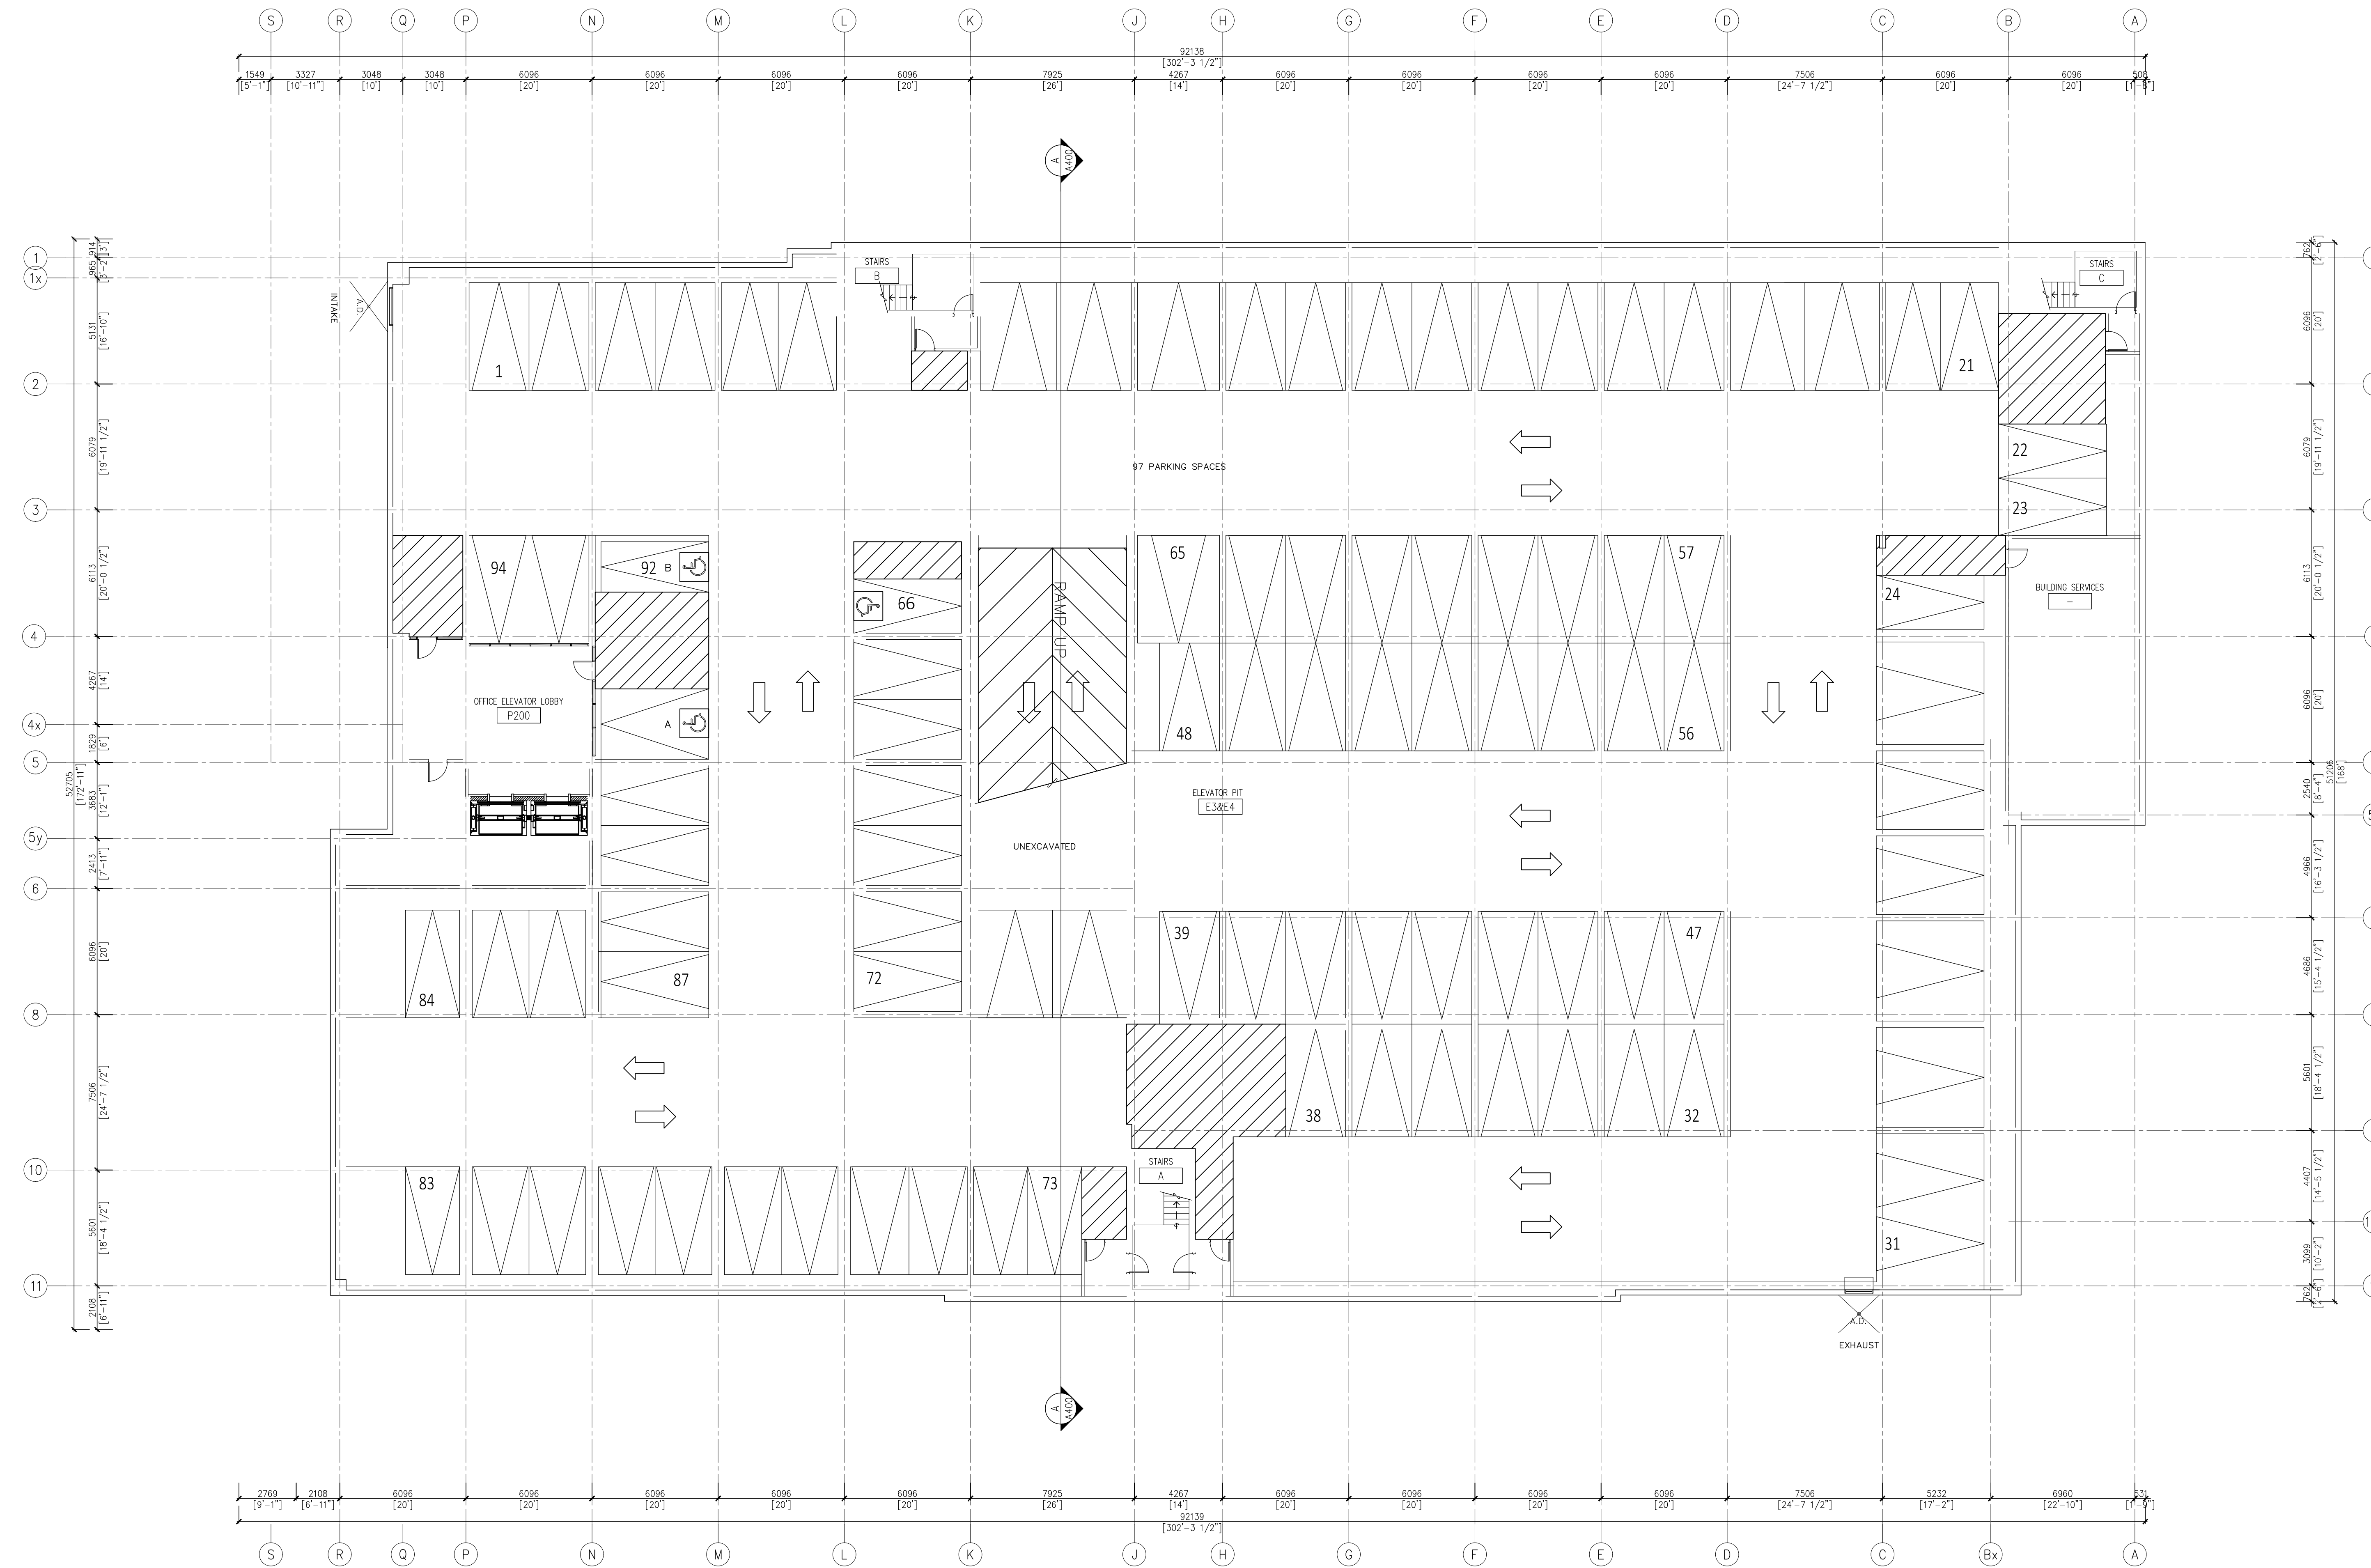 S R Q P N M L K J H G F E D C B A
92138
[302'-3 1/2"]
1549 3327 3048 3048 6096 6096 6096 6096 7925 4267 6096 6096 6096 6096 7506 6096 6096 508
[5'-1"] [10'-11"] [10'] [10'] [20'] [20'] [20'] [20'] [26'] [14'] [20'] [20'] [20'] [20'] [24'-7 1/2"] [20'] [20'] [1'-8"]
A
A400
1
1x
2
3
4
4x
5
5y
6
8
10
11
52705
[172'-11"]
914
[3']
965
[3'-2"]
5131
[16'-10"]
6079
[19'-11 1/2"]
6113
[20'-0 1/2"]
4267
[14']
1829
[6']
3683
[12'-1"]
2413
[7'-11"]
6096
[20']
7506
[24'-7 1/2"]
5601
[18'-4 1/2"]
2108
[6'-11"]
INTAKE
A.D.
STAIRS
B
STAIRS
C
1
21
22
97 PARKING SPACES
23
94
92 B
66
RAMP UP
65
57
24
BUILDING SERVICES
-
OFFICE ELEVATOR LOBBY
P200
A
48
56
ELEVATOR PIT
E3&E4
UNEXCAVATED
39
47
84
87
72
38
32
STAIRS
A
83
73
31
A.D.
EXHAUST
762
[2'-6"]
6096
[20']
6079
[19'-11 1/2"]
6113
[20'-0 1/2"]
6096
[20']
2540
[8'-4"]
4966
[16'-3 1/2"]
4686
[15'-4 1/2"]
5601
[18'-4 1/2"]
4407
[14'-5 1/2"]
3099
[10'-2"]
762
[2'-6"]
51206
[168']
A
A400
2769 2108 6096 6096 6096 6096 6096 7925 4267 6096 6096 6096 6096 7506 5232 6960 531
[9'-1"] [6'-11"] [20'] [20'] [20'] [20'] [20'] [26'] [14'] [20'] [20'] [20'] [20'] [24'-7 1/2"] [17'-2"] [22'-10"] [1'-9"]
92139
[302'-3 1/2"]
S R Q P N M L K J H G F E D C Bx A